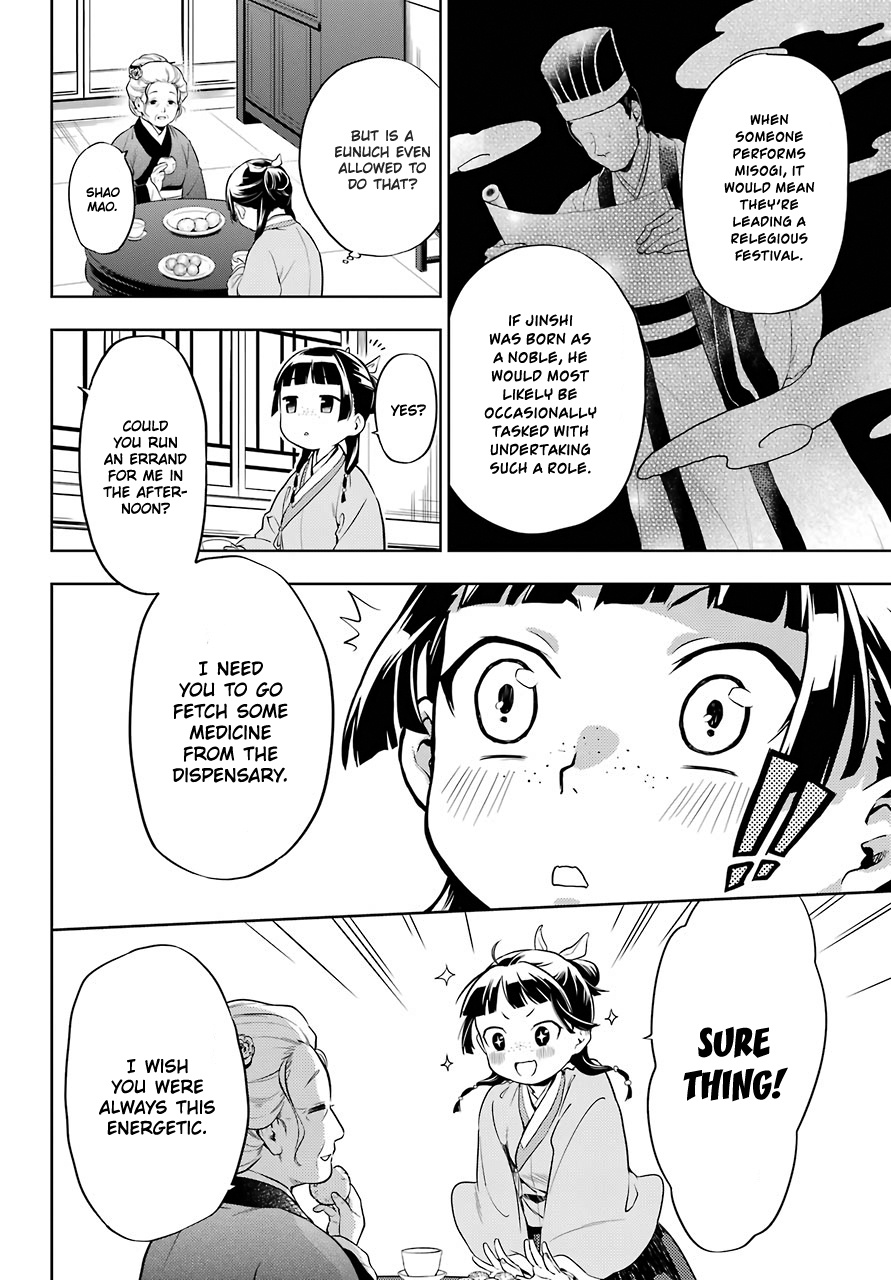 WHEN
SOMEONE
PERFORMS
MISOGI, IT
WOULD MEAN
THEY'RE
LEADING A
RELEGIOUS
FESTIVAL.
IF JINSHI
WAS BORN AS
A NOBLE, HE
WOULD MOST
LIKELY BE
OCCASIONALLY
TASKED WITH
UNDERTAKING
SUCH A ROLE.
BUT IS A
EUNUCH EVEN
ALLOWED TO
DO THAT?
SHAO
MAO.
YES?
COULD
YOU RUN
AN ERRAND
FOR ME IN
THE AFTER-
NOON?
I NEED
YOU TO GO
FETCH SOME
MEDICINE
FROM THE
DISPENSARY.
!!
SURE
THING!
I WISH
YOU WERE
ALWAYS THIS
ENERGETIC.